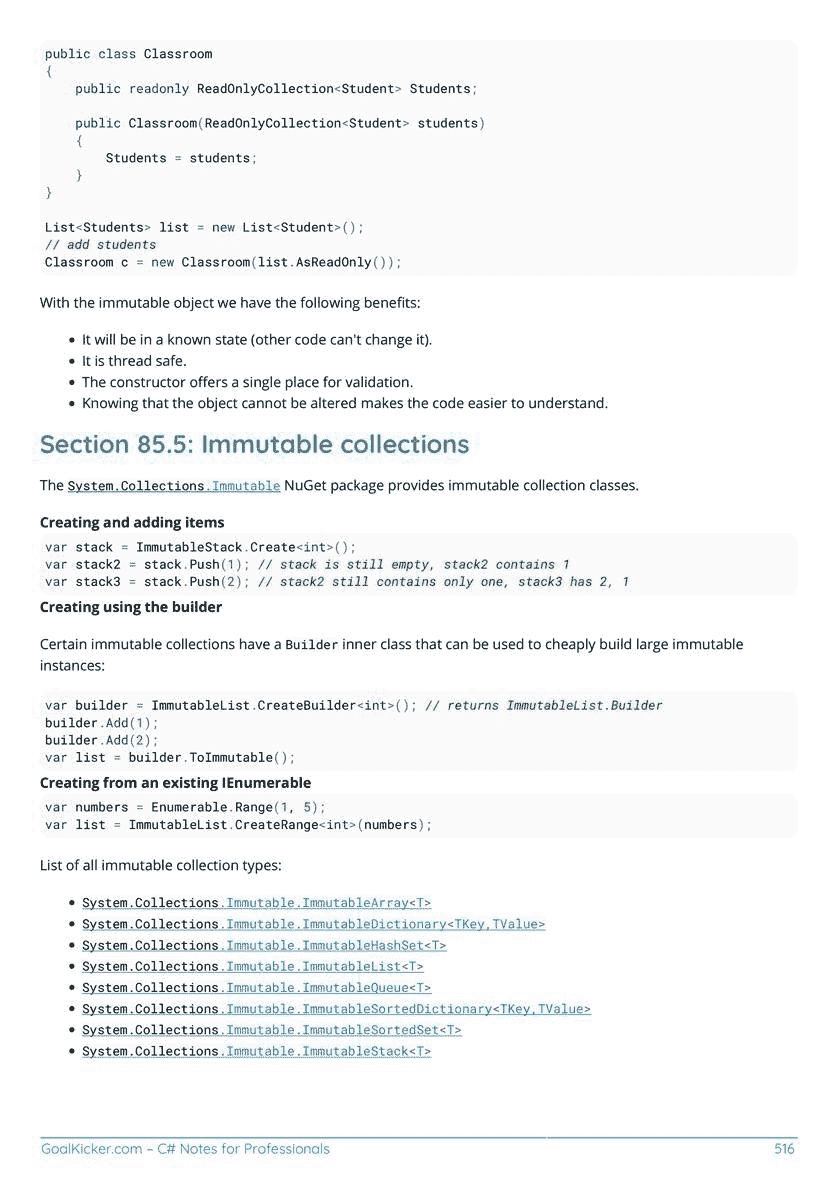 public class Classroom
{
    public readonly ReadOnlyCollection<Student> Students;

    public Classroom(ReadOnlyCollection<Student> students)
    {
        Students = students;
    }
}

List<Students> list = new List<Student>();
// add students
Classroom c = new Classroom(list.AsReadOnly());
With the immutable object we have the following benefits:
• It will be in a known state (other code can't change it).
• It is thread safe.
• The constructor offers a single place for validation.
• Knowing that the object cannot be altered makes the code easier to understand.
Section 85.5: Immutable collections
The System.Collections.Immutable NuGet package provides immutable collection classes.
Creating and adding items
var stack = ImmutableStack.Create<int>();
var stack2 = stack.Push(1); // stack is still empty, stack2 contains 1
var stack3 = stack.Push(2); // stack2 still contains only one, stack3 has 2, 1
Creating using the builder
Certain immutable collections have a Builder inner class that can be used to cheaply build large immutable
instances:
var builder = ImmutableList.CreateBuilder<int>(); // returns ImmutableList.Builder
builder.Add(1);
builder.Add(2);
var list = builder.ToImmutable();
Creating from an existing IEnumerable
var numbers = Enumerable.Range(1, 5);
var list = ImmutableList.CreateRange<int>(numbers);
List of all immutable collection types:
• System.Collections.Immutable.ImmutableArray<T>
• System.Collections.Immutable.ImmutableDictionary<TKey,TValue>
• System.Collections.Immutable.ImmutableHashSet<T>
• System.Collections.Immutable.ImmutableList<T>
• System.Collections.Immutable.ImmutableQueue<T>
• System.Collections.Immutable.ImmutableSortedDictionary<TKey,TValue>
• System.Collections.Immutable.ImmutableSortedSet<T>
• System.Collections.Immutable.ImmutableStack<T>
GoalKicker.com – C# Notes for Professionals 516